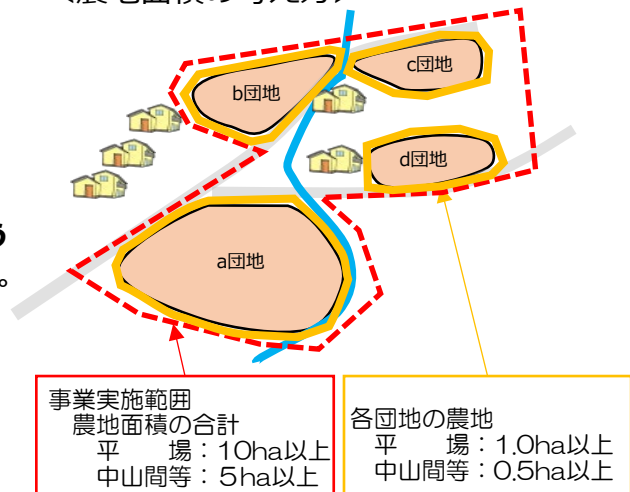 b団地
c団地
d団地
う
a団地
。
事業実施範囲
農地面積の合計
平　　場：10ha以上
中山間等：5ha以上
各団地の農地
平　　場：1.0ha以上
中山間等：0.5ha以上